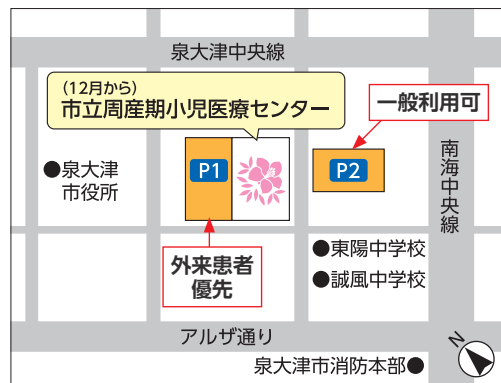 泉大津中央線
(12月から)
市立周産期小児医療センター
一般利用可
P1
P2
泉大津
市役所
南海中央線
外来患者
優先
東陽中学校
誠風中学校
アルザ通り
泉大津市消防本部
N